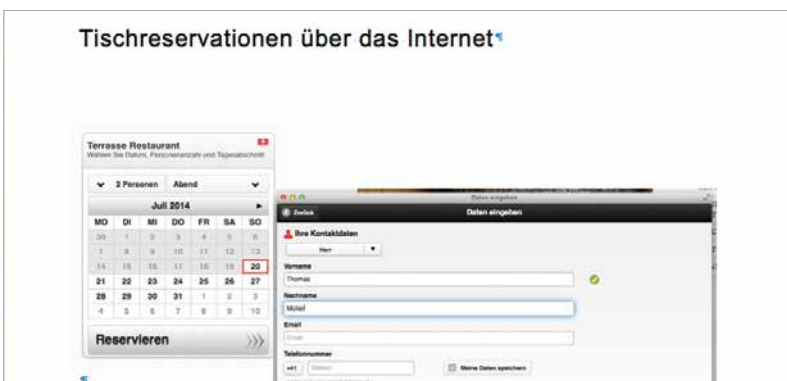 Tischreservationen über das Internet
Terrasse Restaurant
Wählen Sie Datum, Personenanzahl und Tagesabschnitt:
2 Personen Abend
Juli 2014
MO DI MI DO FR SA SO
30 1 2 3 4 5 6
7 8 9 10 11 12 13
14 15 16 17 18 19 20
21 22 23 24 25 26 27
28 29 30 31 1 2 3
4 5 6 7 8 9 10
Reservieren
Daten eingeben
Zurück
Daten eingeben
Ihre Kontaktdaten
Herr
Vorname
Thomas
Nachname
Email
Email
Telefonnummer
+41 Telefon
Meine Daten speichern